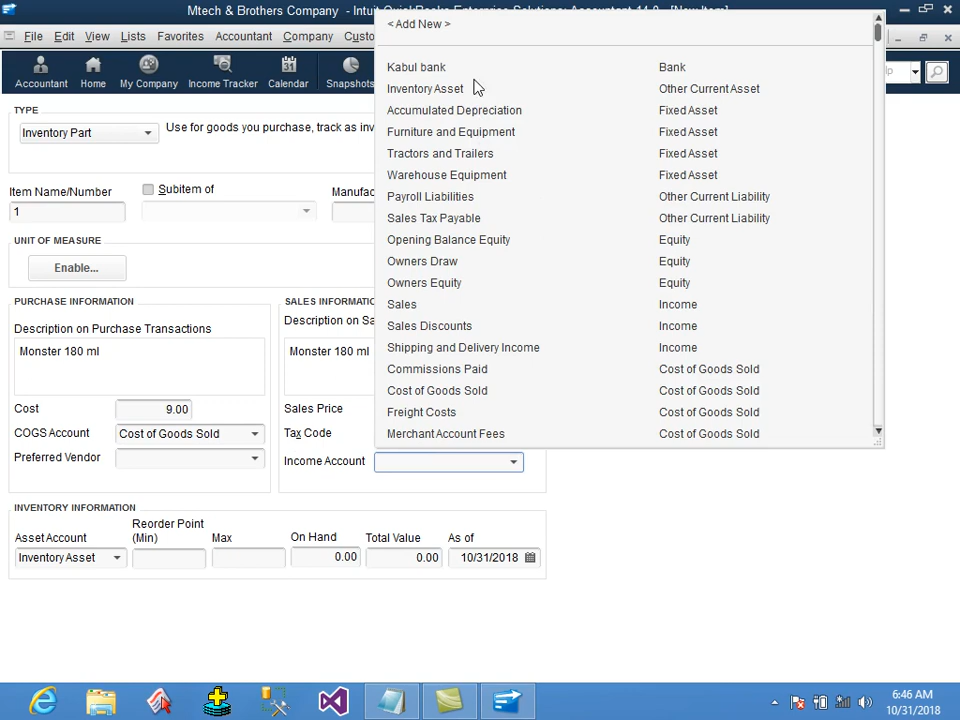 Mtech & Brothers Company
File Edit View Lists Favorites Accountant Company
Accountant Home My Company Income Tracker Calendar Snapshots
TYPE
Inventory Part
Use for goods you purchase, track as
Item Name/Number
Subitem of
1
UNIT OF MEASURE
Enable...
PURCHASE INFORMATION
Description on Purchase Transactions
Monster 180 ml
Cost 9.00
COGS Account Cost of Goods Sold
Preferred Vendor
Description on
Monster 180 ml
Sales Price
Tax Code
Income Account
< Add New >
Kabul bank Bank
Inventory Asset Other Current Asset
Accumulated Depreciation Fixed Asset
Furniture and Equipment Fixed Asset
Tractors and Trailers Fixed Asset
Warehouse Equipment Fixed Asset
Payroll Liabilities Other Current Liability
Sales Tax Payable Other Current Liability
Opening Balance Equity Equity
Owners Draw Equity
Owners Equity Equity
Sales Income
Sales Discounts Income
Shipping and Delivery Income Income
Commissions Paid Cost of Goods Sold
Cost of Goods Sold Cost of Goods Sold
Freight Costs Cost of Goods Sold
Merchant Account Fees Cost of Goods Sold
INVENTORY INFORMATION
Asset Account Reorder Point (Min) Max On Hand Total Value As of
Inventory Asset 0.00 0.00 10/31/2018
6:46 AM
10/31/2018